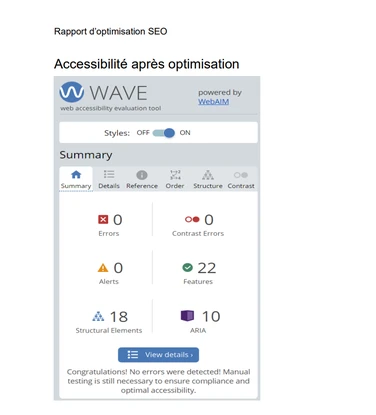 Rapport d'optimisation SEO
Accessibilité après optimisation
WAVE
powered by
WebAIM
web accessibility evaluation tool
Styles: OFF ON
Summary
Summary Details Reference Order Structure Contrast
0 0
Errors Contrast Errors
0 22
Alerts Features
18 10
Structural Elements ARIA
View details ›
Congratulations! No errors were detected! Manual
testing is still necessary to ensure compliance and
optimal accessibility.